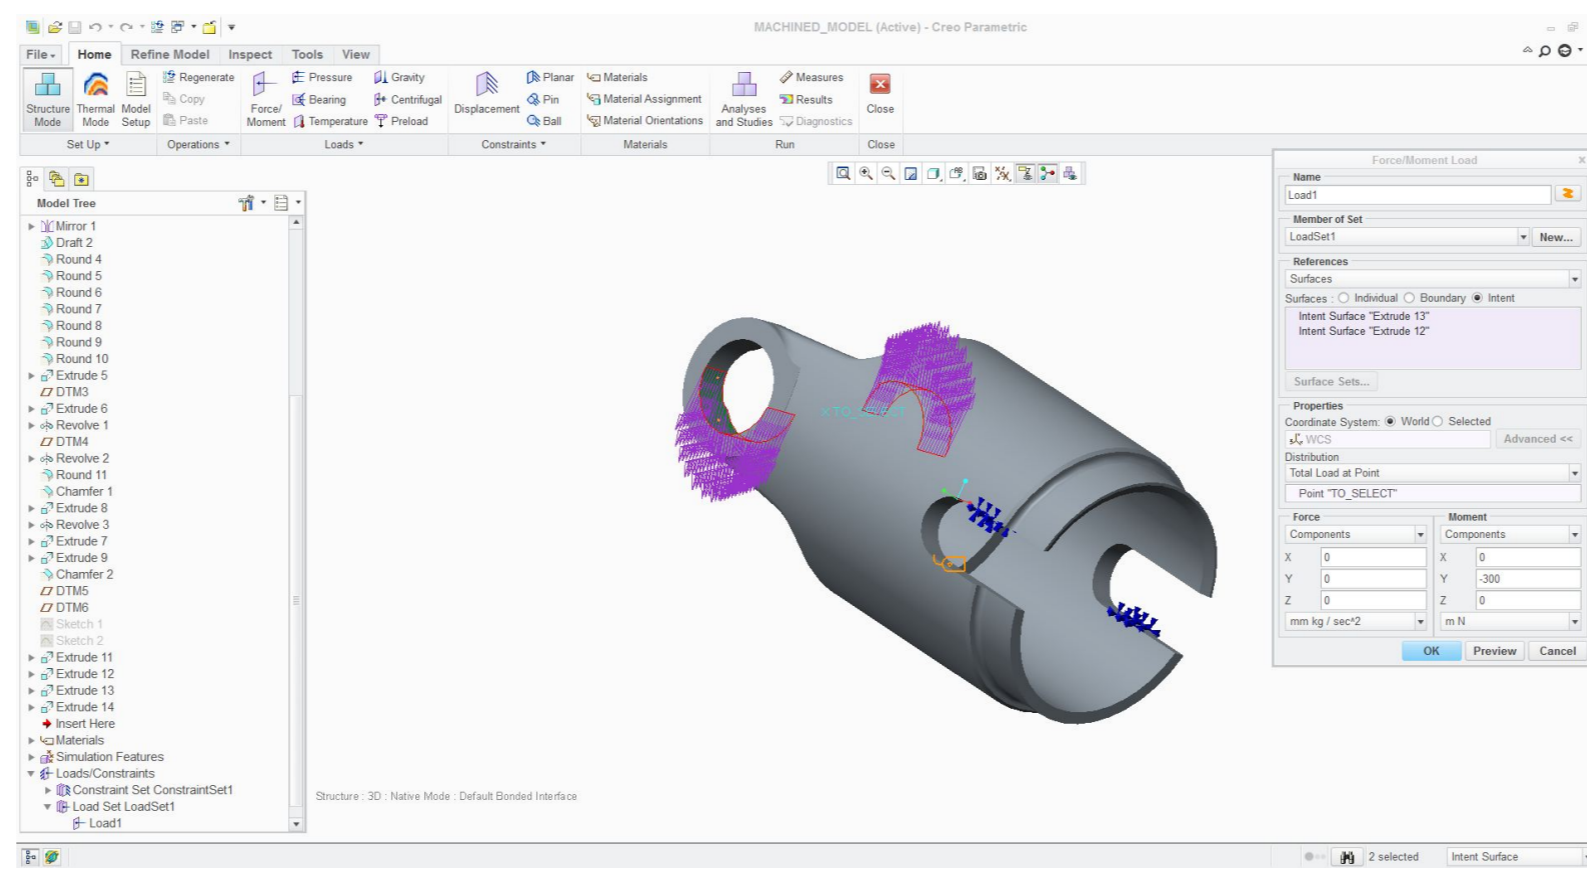 MACHINED_MODEL (Active) - Creo Parametric
File Home Refine Model Inspect Tools View
Structure Mode
Thermal Mode
Model Setup
Regenerate
Copy
Paste
Force/ Moment
Pressure
Bearing
Temperature
Gravity
Centrifugal
Preload
Displacement
Planar
Pin
Ball
Materials
Material Assignment
Material Orientations
Analyses and Studies
Measures
Results
Diagnostics
Close
Set Up Operations Loads Constraints Materials Run Close
Model Tree
Mirror 1
Draft 2
Round 4
Round 5
Round 6
Round 7
Round 8
Round 9
Round 10
Extrude 5
DTM3
Extrude 6
Revolve 1
DTM4
Revolve 2
Round 11
Chamfer 1
Extrude 8
Revolve 3
Extrude 7
Extrude 9
Chamfer 2
DTM5
DTM6
Sketch 1
Sketch 2
Extrude 11
Extrude 12
Extrude 13
Extrude 14
Insert Here
Materials
Simulation Features
Loads/Constraints
Constraint Set ConstraintSet1
Load Set LoadSet1
Load1
XTO_SELECT
Structure : 3D : Native Mode : Default Bonded Interface
Force/Moment Load x
Name
Load1
Member of Set
LoadSet1 New...
References
Surfaces
Surfaces : Individual Boundary Intent
Intent Surface "Extrude 13"
Intent Surface "Extrude 12"
Surface Sets...
Properties
Coordinate System: World Selected
WCS Advanced <<
Distribution
Total Load at Point
Point "TO_SELECT"
Force Moment
Components Components
X 0 X 0
Y 0 Y -300
Z 0 Z 0
mm kg / sec^2 m N
OK Preview Cancel
2 selected Intent Surface